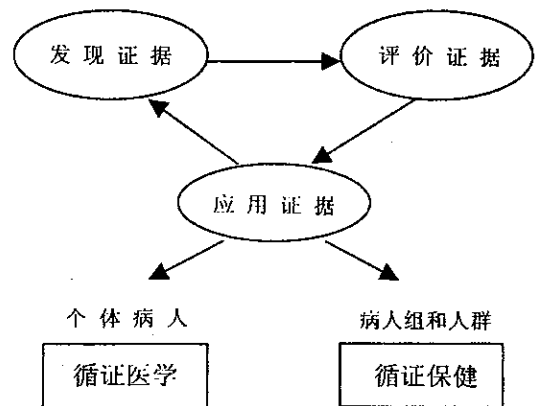 发现证据
评价证据
应用证据
个体病人
病人组和人群
循证医学
循证保健